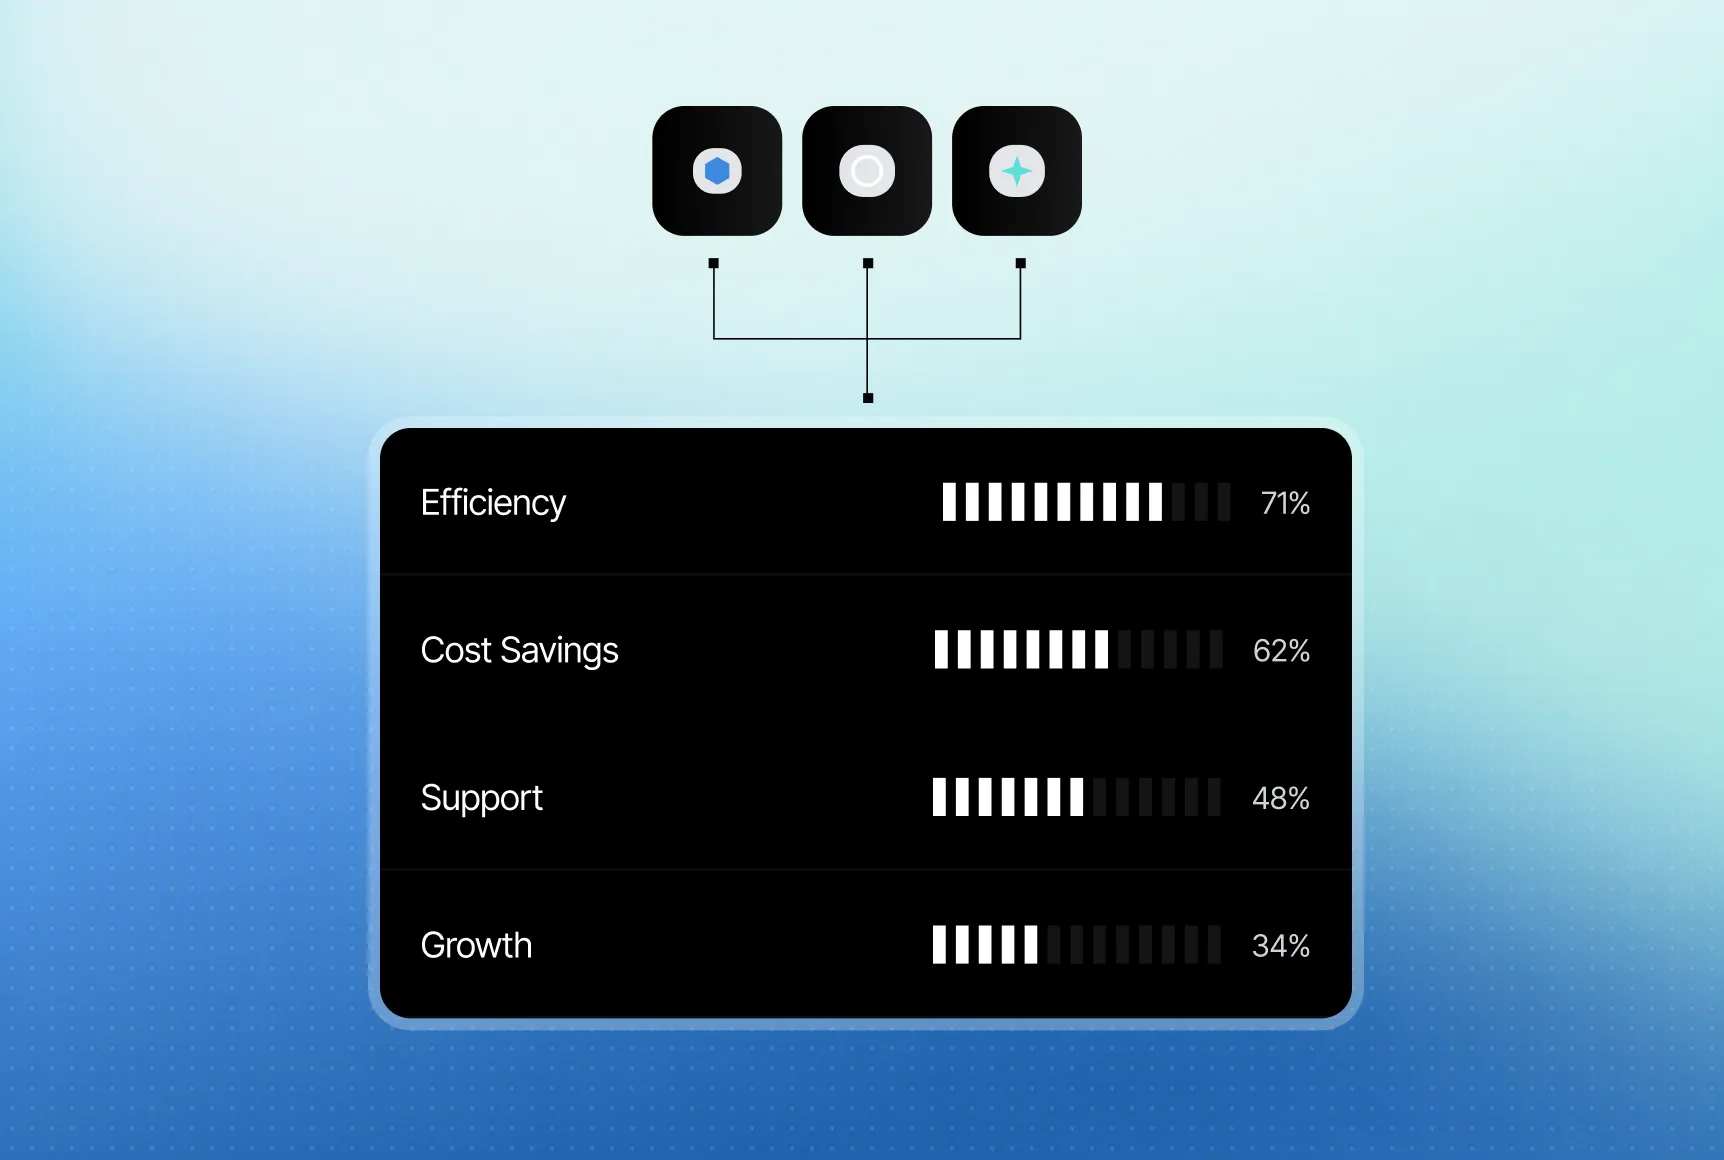 Efficiency 71%
Cost Savings 62%
Support 48%
Growth 34%